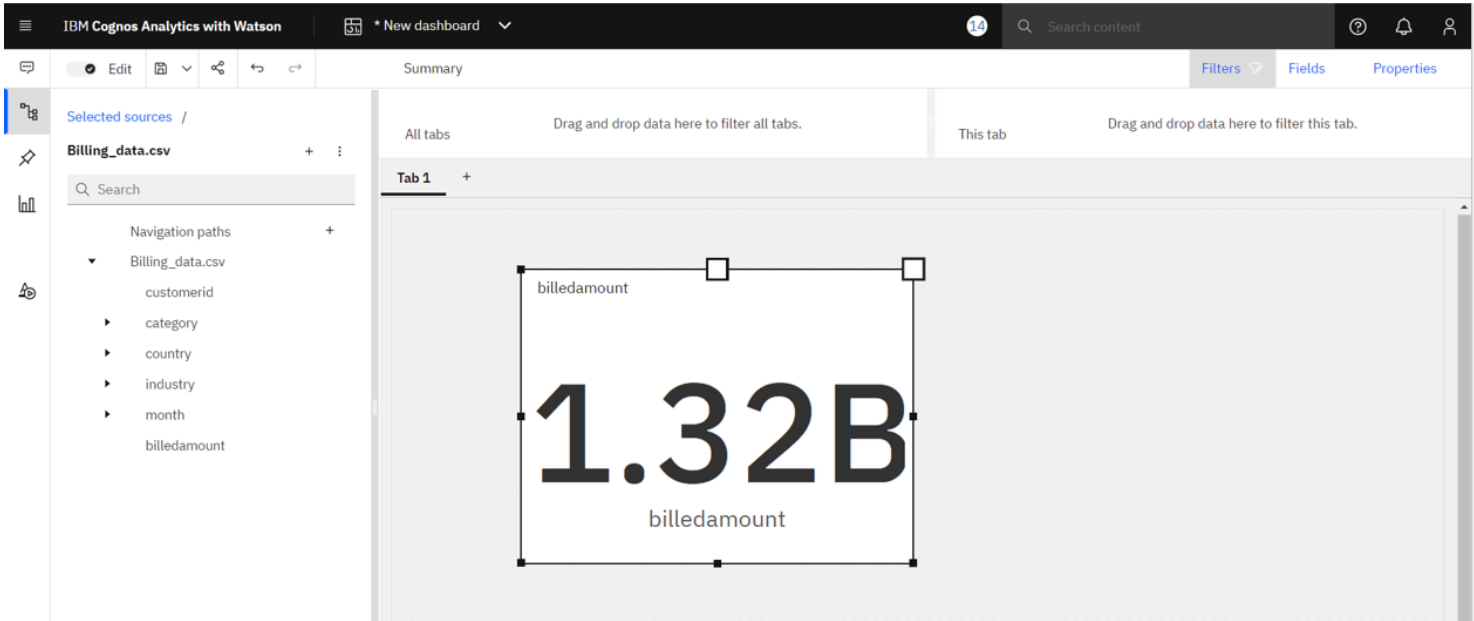 IBM Cognos Analytics with Watson
* New dashboard
14
Search content
Edit
Summary
Filters
Fields
Properties
Selected sources /
Billing_data.csv
Search
Navigation paths
Billing_data.csv
customerid
category
country
industry
month
billedamount
All tabs
Drag and drop data here to filter all tabs.
This tab
Drag and drop data here to filter this tab.
Tab 1
billedamount
1.32B
billedamount